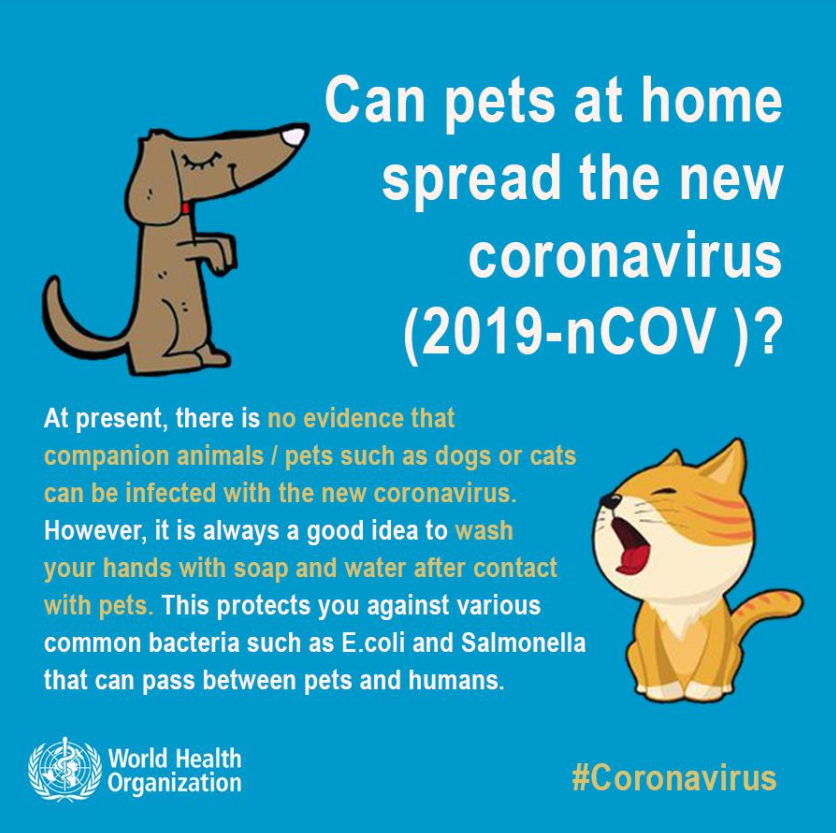 Can pets at home
spread the new
coronavirus
(2019-nCOV )?
At present, there is no evidence that
companion animals / pets such as dogs or cats
can be infected with the new coronavirus.
However, it is always a good idea to wash
your hands with soap and water after contact
with pets. This protects you against various
common bacteria such as E.coli and Salmonella
that can pass between pets and humans.
World Health
Organization
#Coronavirus